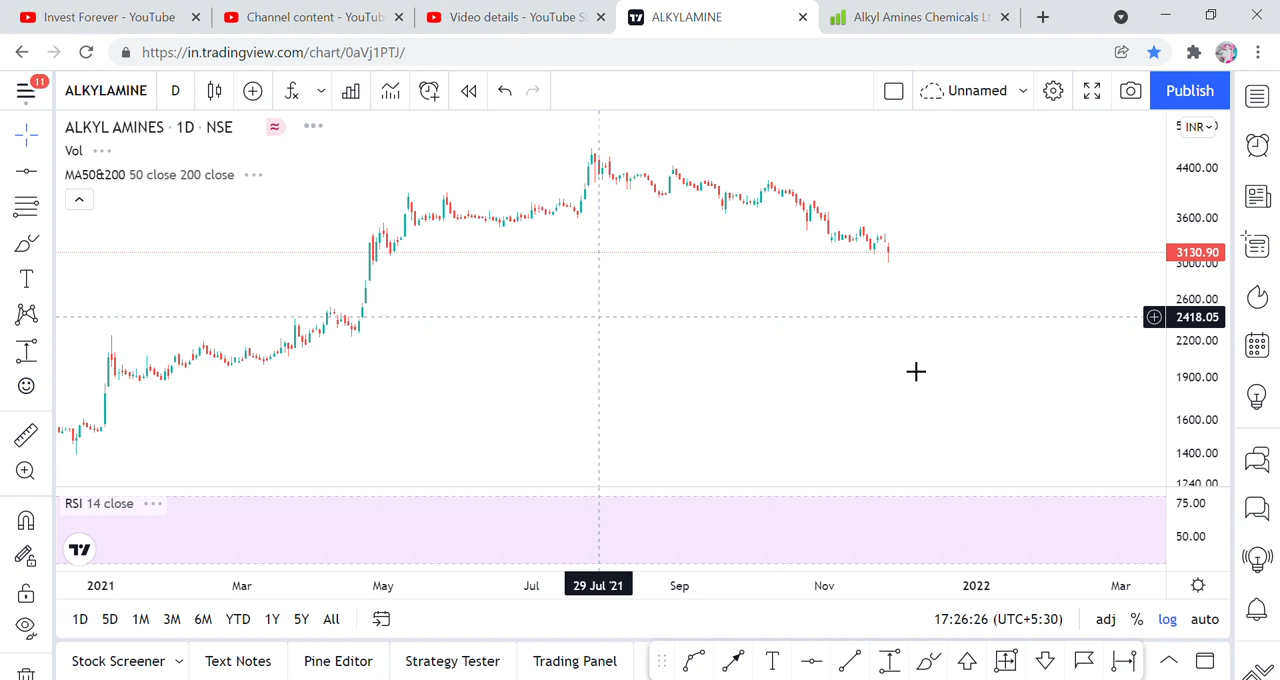 Invest Forever - YouTube
Channel content - YouTub
Video details - YouTube S
ALKYLAMINE
Alkyl Amines Chemicals L
https://in.tradingview.com/chart/0aVj1PTJ/
11
ALKYLAMINE
D
Unnamed
Publish
ALKYL AMINES · 1D · NSE
INR
Vol
MA50&200 50 close 200 close
4400.00
3600.00
3130.90
3000.00
2600.00
2418.05
2200.00
1900.00
1600.00
1400.00
1240.00
RSI 14 close
75.00
50.00
2021
Mar
May
Jul
29 Jul '21
Sep
Nov
2022
Mar
1D 5D 1M 3M 6M YTD 1Y 5Y All
17:26:26 (UTC+5:30)
adj % log auto
Stock Screener
Text Notes
Pine Editor
Strategy Tester
Trading Panel